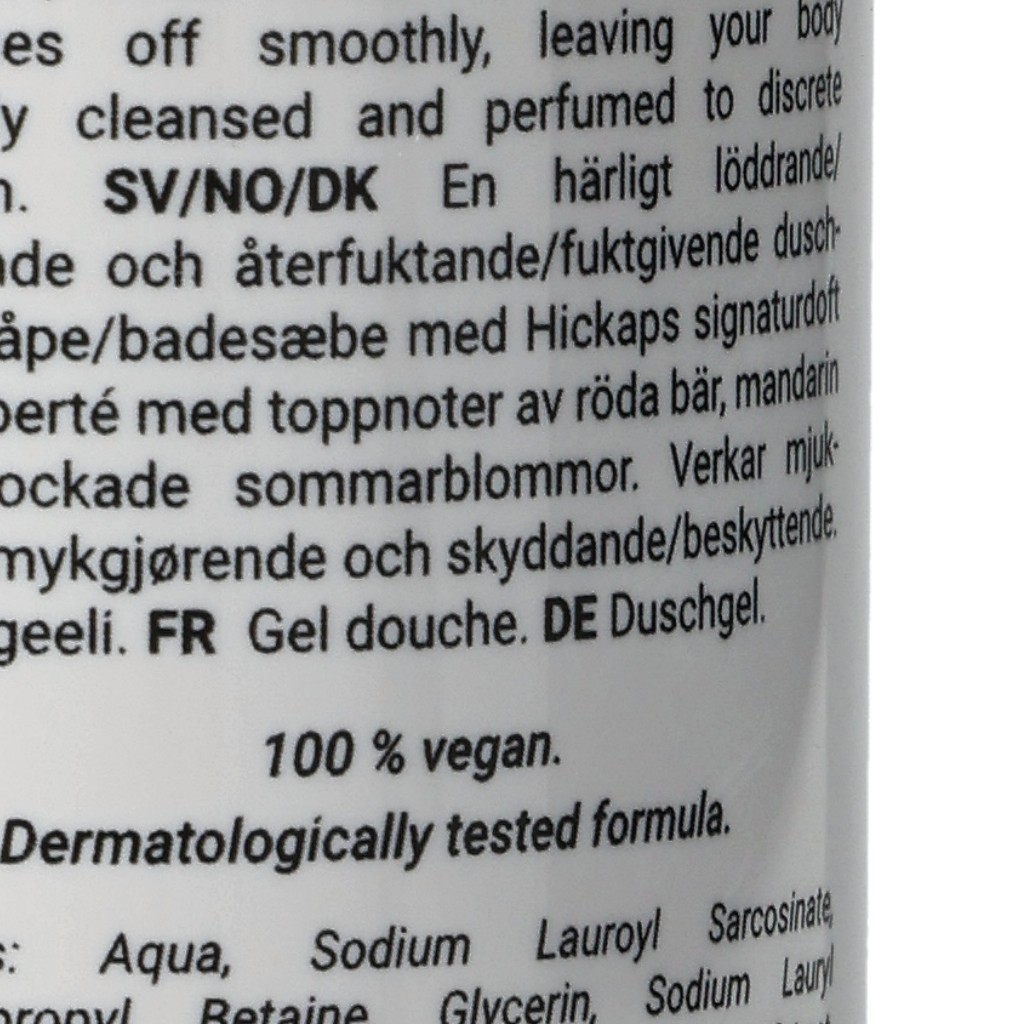 es off smoothly, leaving your body
y cleansed and perfumed to discrete
n. SV/NO/DK En härligt löddrande/
de och återfuktande/fuktgivende dusch-
åpe/badesæbe med Hickaps signaturdoft
berté med toppnoter av röda bär, mandarin
ockade sommarblommor. Verkar mjuk-
mykgjørende och skyddande/beskyttende.
geeli. FR Gel douche. DE Duschgel.
100 % vegan.
Dermatologically tested formula.
s: Aqua, Sodium Lauroyl Sarcosinate,
propyl Betaine, Glycerin, Sodium Lauryl